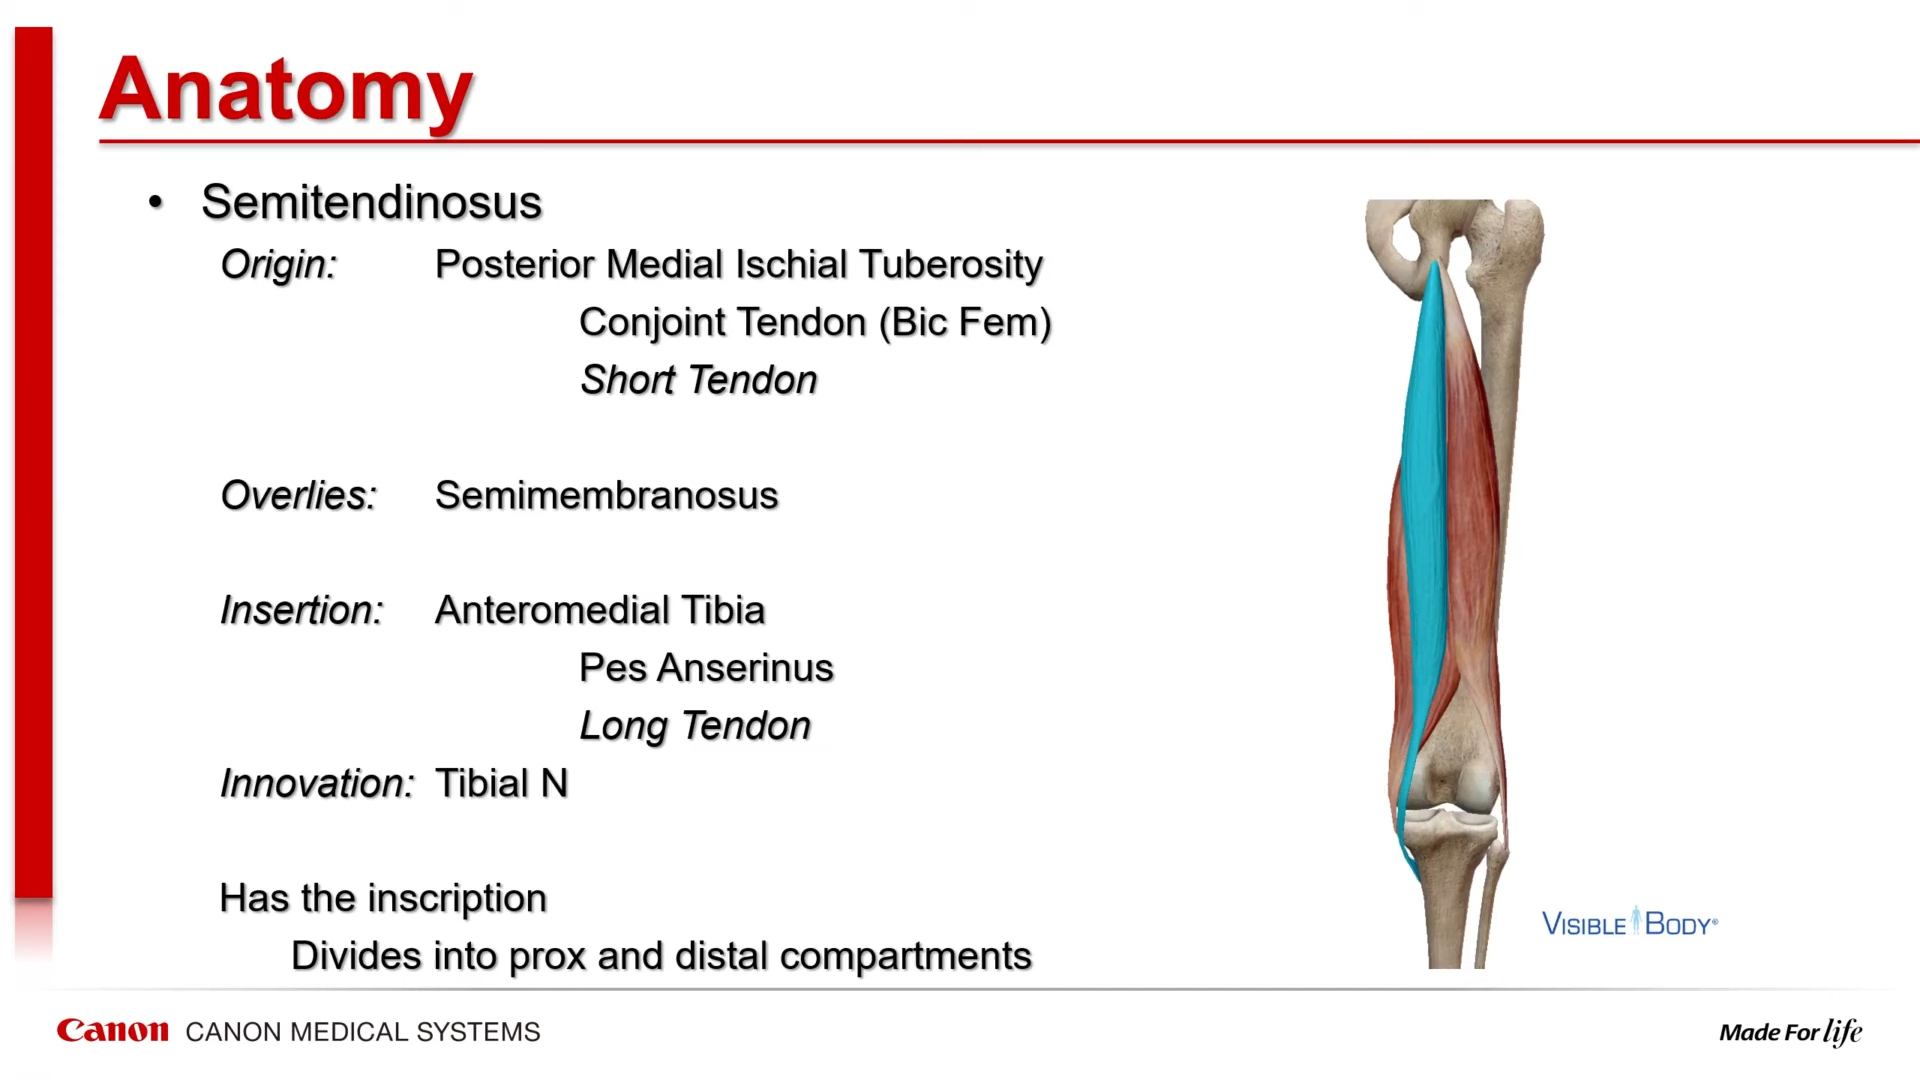 Anatomy
• Semitendinosus
Origin: Posterior Medial Ischial Tuberosity
Conjoint Tendon (Bic Fem)
Short Tendon
Overlies: Semimembranosus
Insertion: Anteromedial Tibia
Pes Anserinus
Long Tendon
Innovation: Tibial N
Has the inscription
Divides into prox and distal compartments
VISIBLE BODY®
Canon CANON MEDICAL SYSTEMS
Made For life